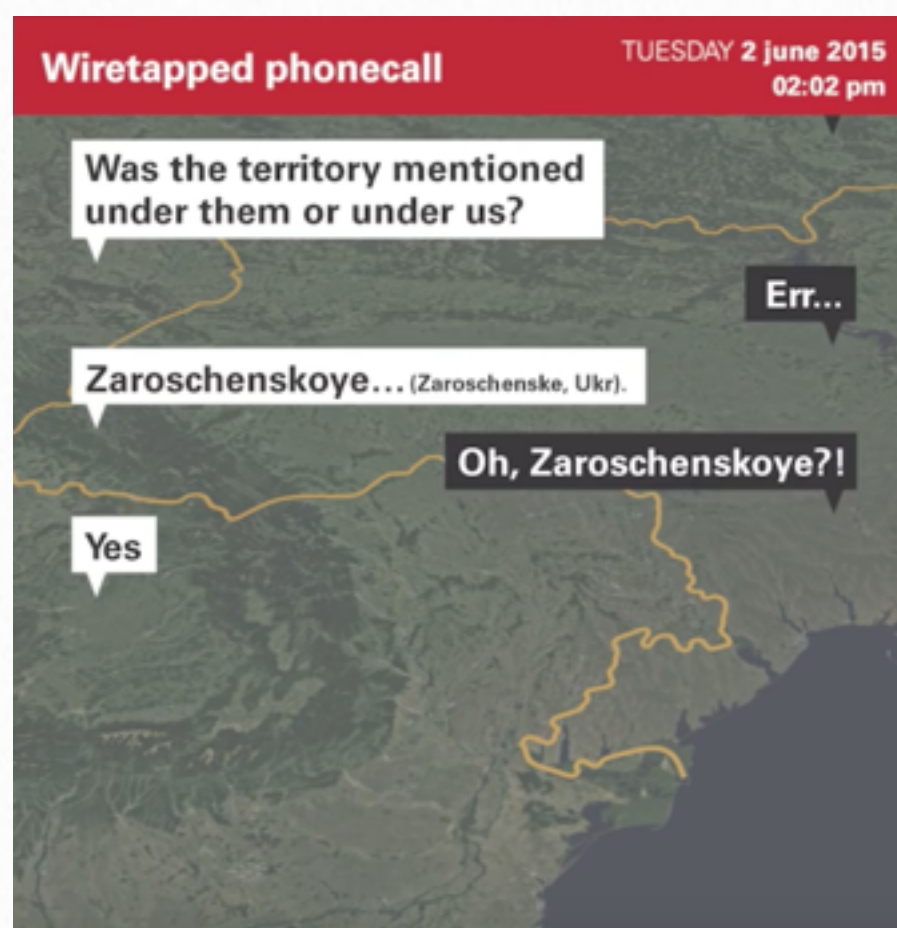 Wiretapped phonecall
TUESDAY 2 june 2015
02:02 pm
Was the territory mentioned
under them or under us?
Err...
Zaroschenskoye... (Zaroschenske, Ukr).
Oh, Zaroschenskoye?!
Yes